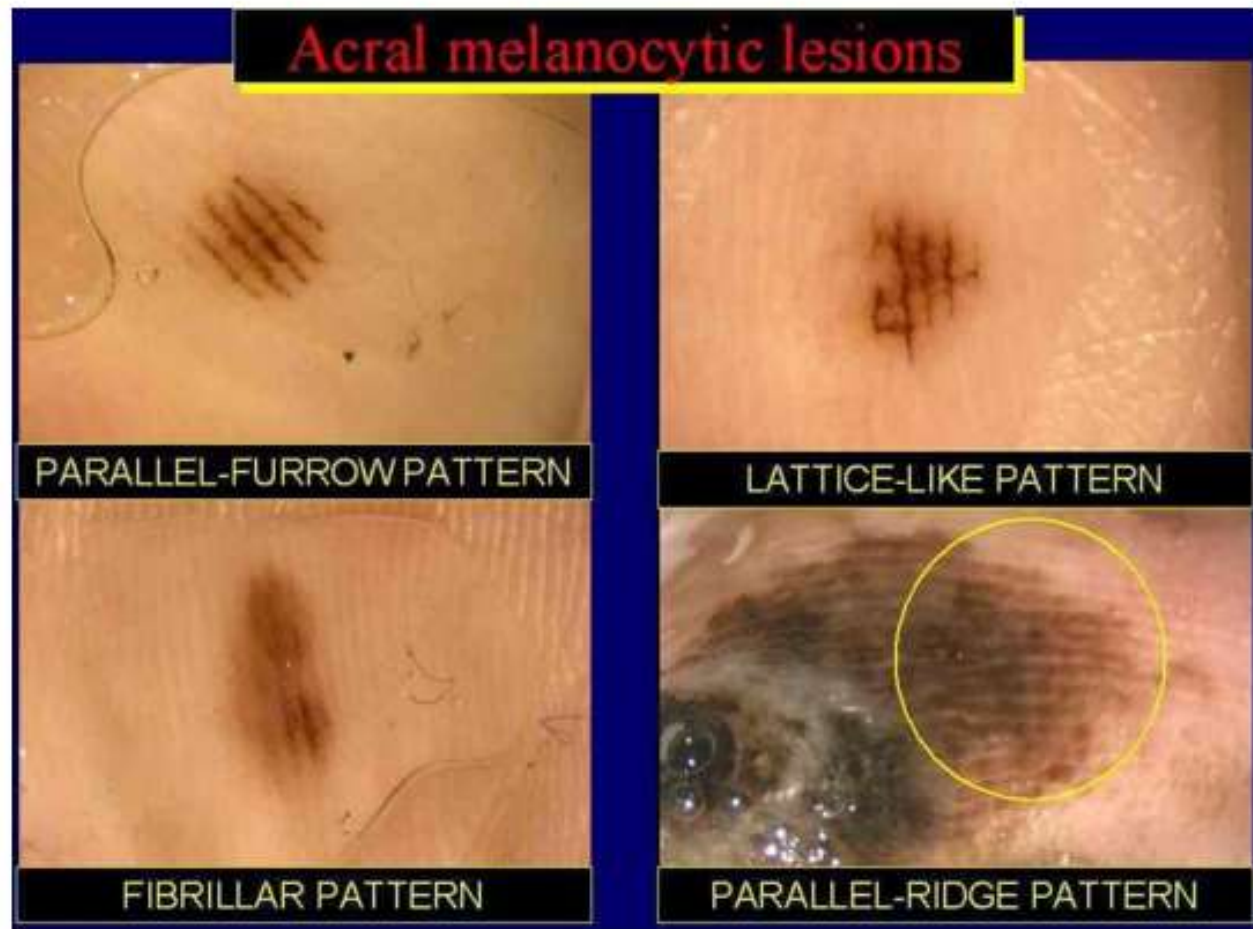 Acral melanocytic lesions
PARALLEL-FURROW PATTERN
LATTICE-LIKE PATTERN
FIBRILLAR PATTERN
PARALLEL-RIDGE PATTERN